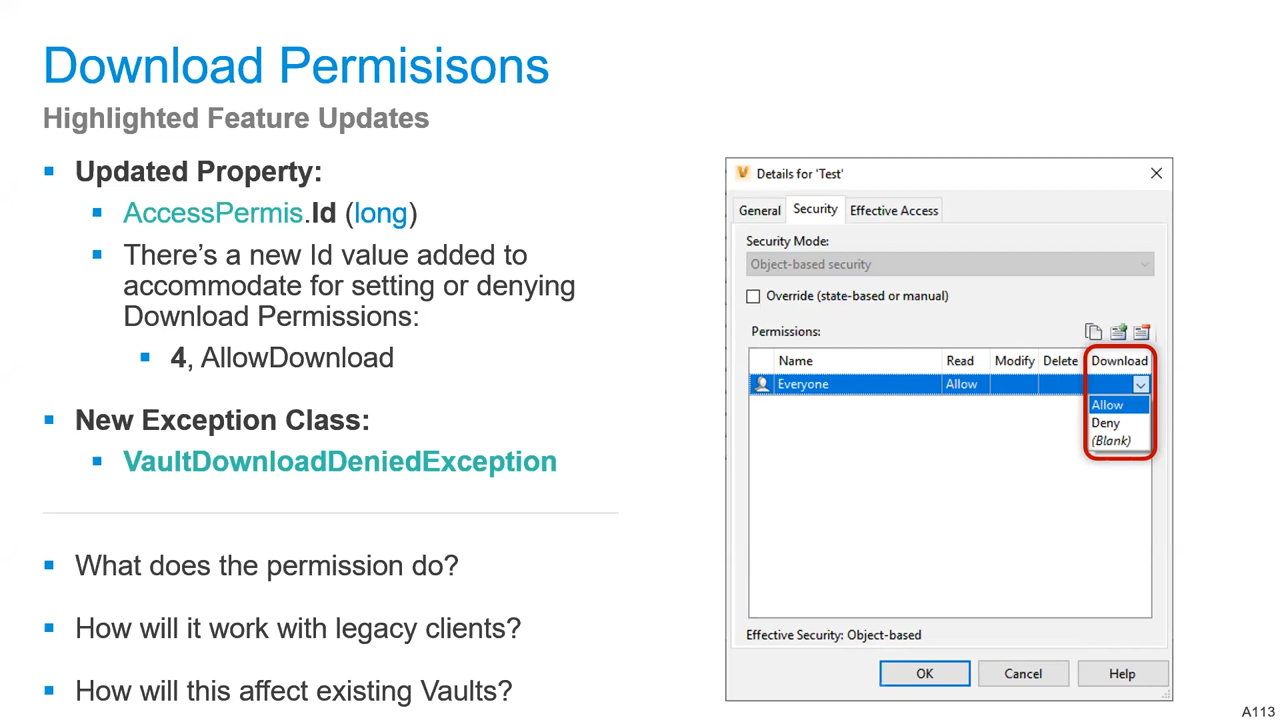 Download Permisisons
Highlighted Feature Updates
Updated Property:
AccessPermis.Id (long)
There’s a new Id value added to
accommodate for setting or denying
Download Permissions:
4, AllowDownload
New Exception Class:
VaultDownloadDeniedException
What does the permission do?
How will it work with legacy clients?
How will this affect existing Vaults?
Details for 'Test'
General Security Effective Access
Security Mode:
Object-based security
Override (state-based or manual)
Permissions:
Name Read Modify Delete Download
Everyone Allow
Allow
Deny
(Blank)
Effective Security: Object-based
OK Cancel Help
A113